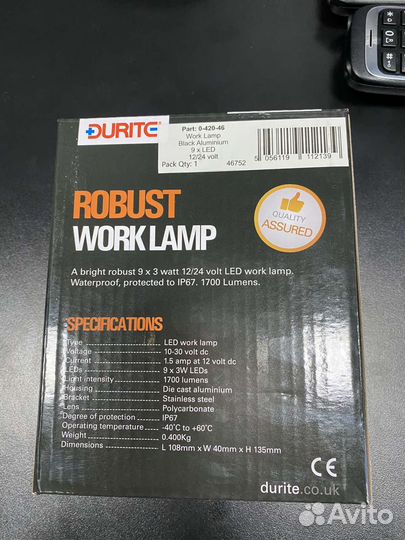 DURITE
Part: 0-420-46
Work Lamp
Black Aluminium
9 x LED
12/24 volt
Pack Qty: 1 46752
5 056119 112139
ROBUST
WORK LAMP
QUALITY
ASSURED
A bright robust 9 x 3 watt 12/24 volt LED work lamp.
Waterproof, protected to IP67. 1700 Lumens.
SPECIFICATIONS
Type LED work lamp
Voltage 10-30 volt dc
Current 1.5 amp at 12 volt dc
LEDs 9 x 3W LEDs
Light intensity 1700 lumens
Housing Die cast aluminium
Bracket Stainless steel
Lens Polycarbonate
Degree of protection IP67
Operating temperature -40˚C to +60˚C
Weight 0.400Kg
Dimensions L 108mm x W 40mm x H 135mm
CE
durite.co.uk
Avito